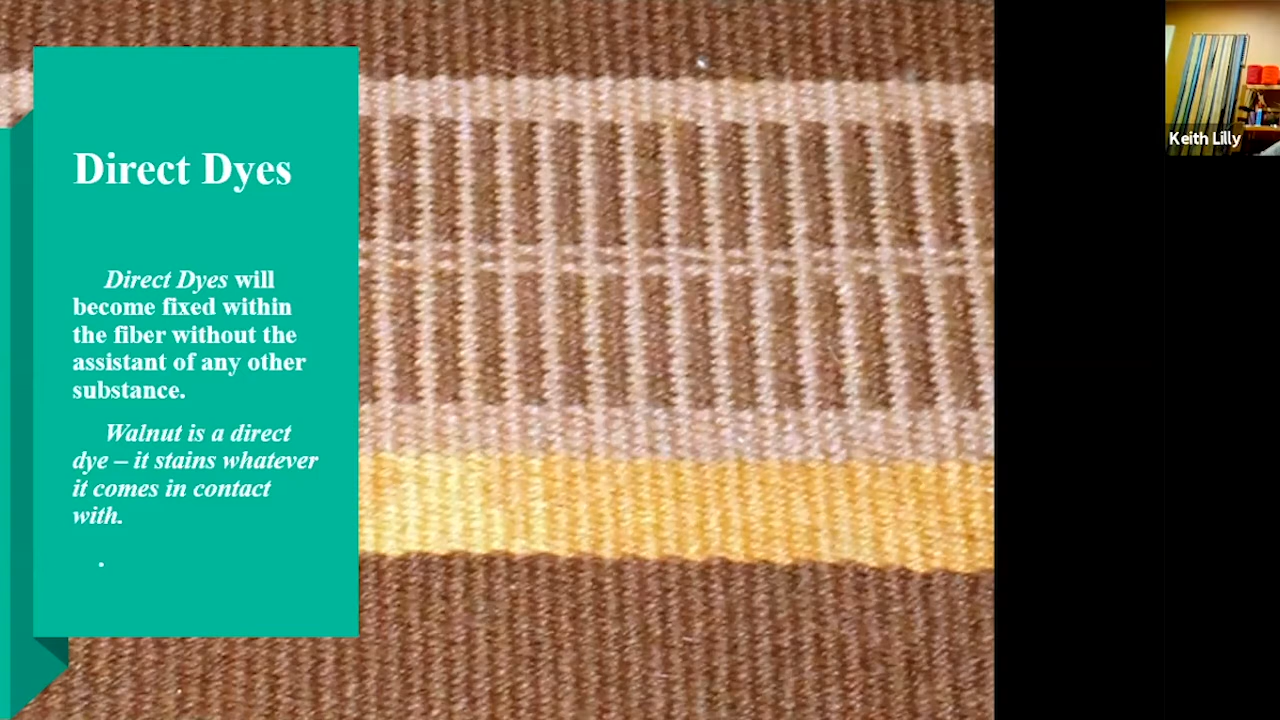 Direct Dyes
Direct Dyes will
become fixed within
the fiber without the
assistant of any other
substance.
Walnut is a direct
dye – it stains whatever
it comes in contact
with.
.
Keith Lilly